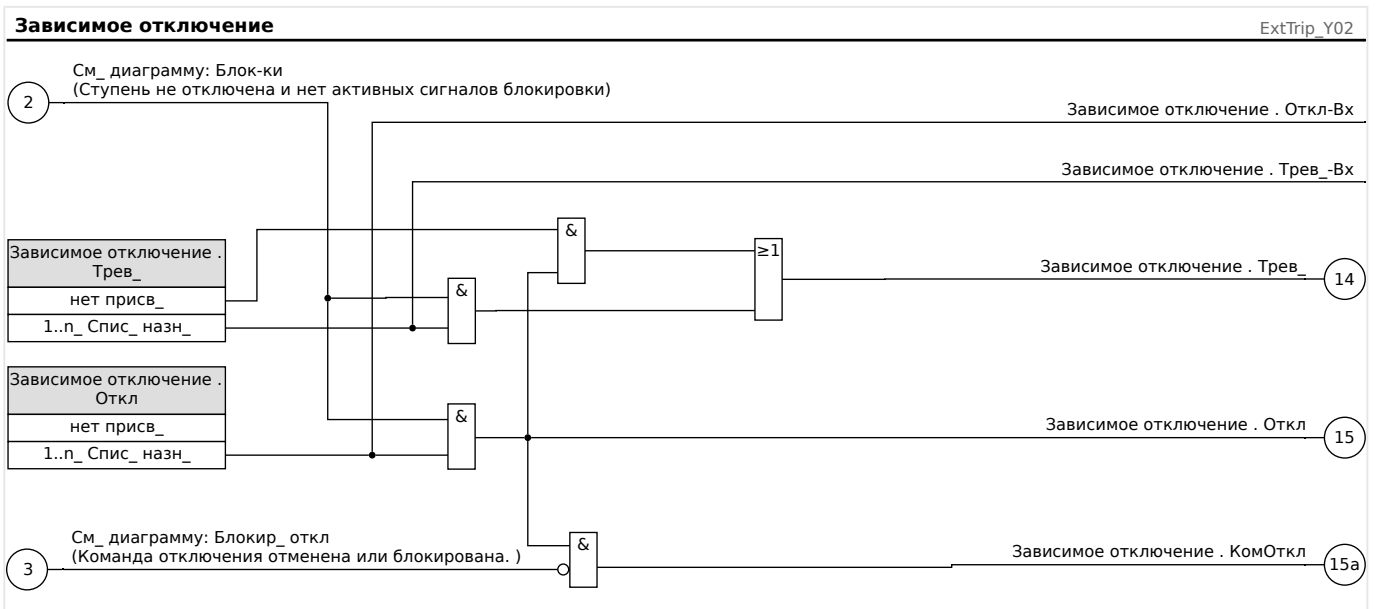 Зависимое отключение
ExtTrip_Y02
См_ диаграмму: Блок-ки
(Ступень не отключена и нет активных сигналов блокировки)
2
Зависимое отключение . Откл-Вх
Зависимое отключение . Трев_-Вх
&
≥1
Зависимое отключение .
Трев_
нет присв_
1..n_ Спис_ назн_
&
Зависимое отключение . Трев_
14
Зависимое отключение .
Откл
нет присв_
1..n_ Спис_ назн_
&
Зависимое отключение . Откл
15
См_ диаграмму: Блокир_ откл
(Команда отключения отменена или блокирована. )
3
&
Зависимое отключение . КомОткл
15a